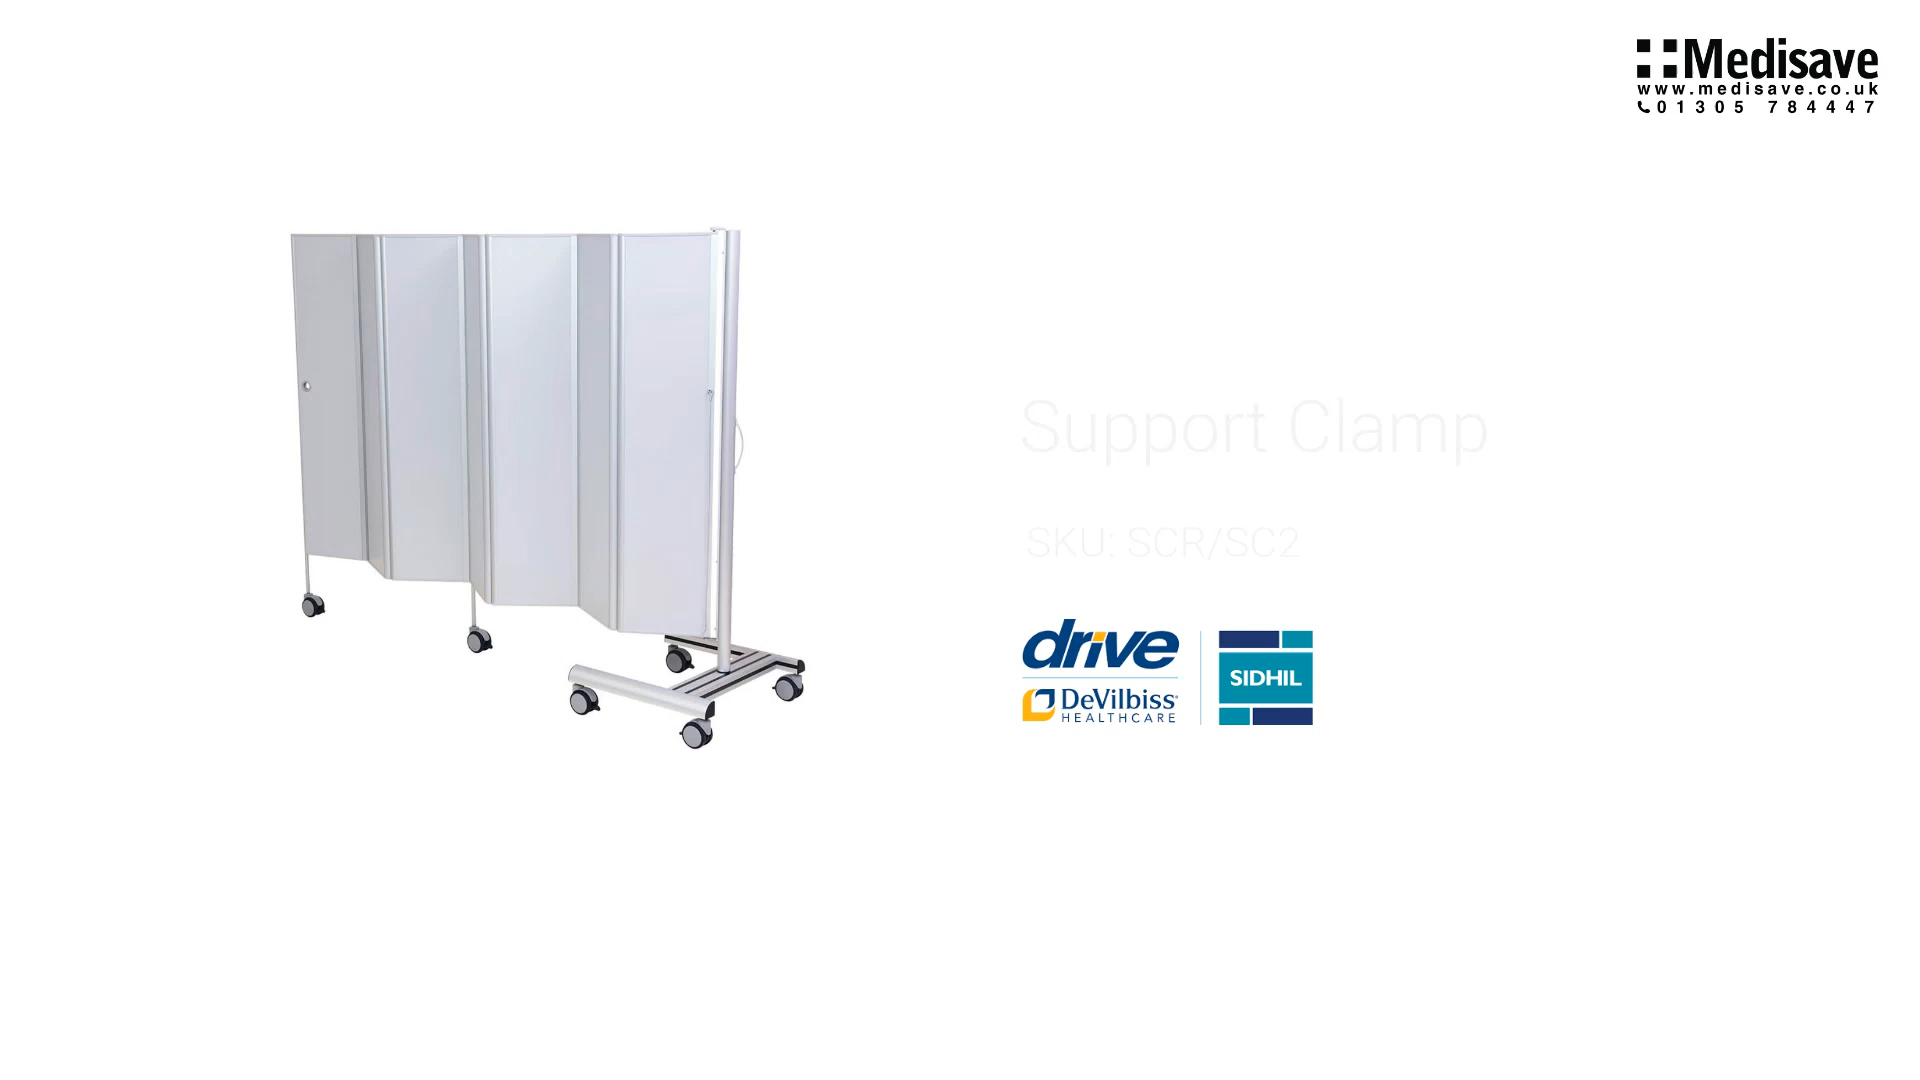 Medisave
www.medisave.co.uk
01305 784447
Support Clamp
SKU: SCR/SC2
drive
DeVilbiss
HEALTHCARE
SIDHIL